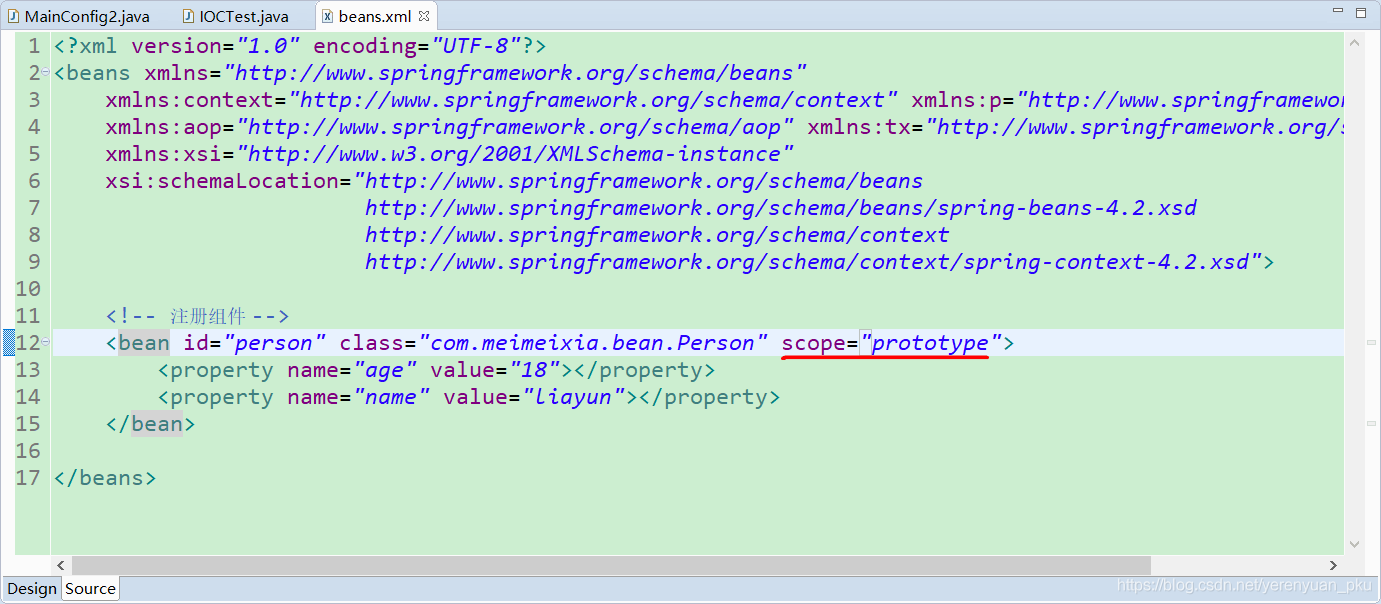 MainConfig2.java IOCTest.java beans.xml
1 <?xml version="1.0" encoding="UTF-8"?>
2 <beans xmlns="http://www.springframework.org/schema/beans"
3 xmlns:context="http://www.springframework.org/schema/context" xmlns:p="http://www.springframewor
4 xmlns:aop="http://www.springframework.org/schema/aop" xmlns:tx="http://www.springframework.org/s
5 xmlns:xsi="http://www.w3.org/2001/XMLSchema-instance"
6 xsi:schemaLocation="http://www.springframework.org/schema/beans
7 http://www.springframework.org/schema/beans/spring-beans-4.2.xsd
8 http://www.springframework.org/schema/context
9 http://www.springframework.org/schema/context/spring-context-4.2.xsd">
10
11 <!-- 注册组件 -->
12 <bean id="person" class="com.meimeixia.bean.Person" scope="prototype">
13 <property name="age" value="18"></property>
14 <property name="name" value="liayun"></property>
15 </bean>
16
17 </beans>
Design Source
https://blog.csdn.net/yerenyuan_pku